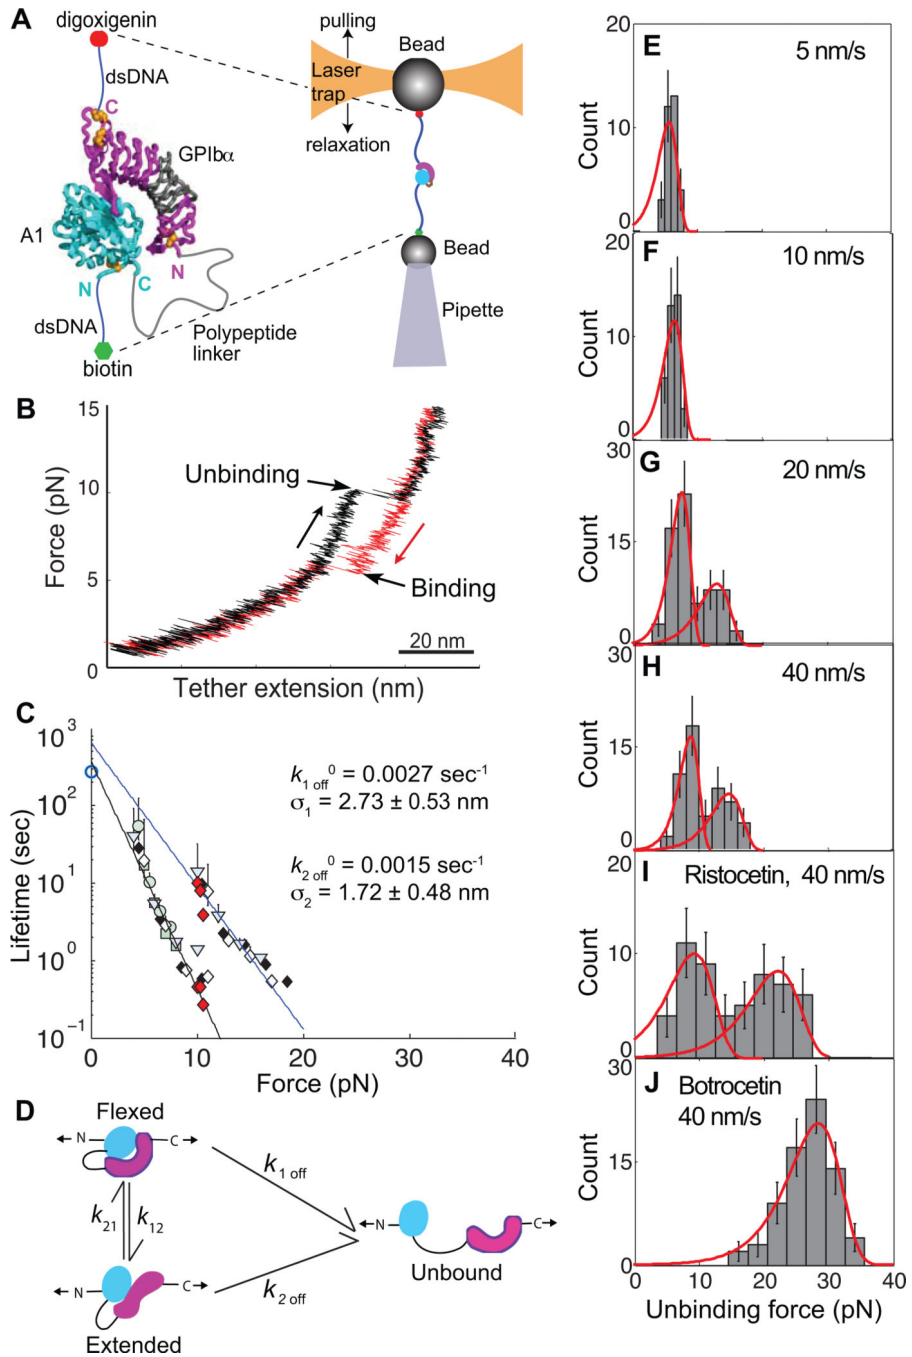 A
digoxigenin
dsDNA
C
GPIbα
A1
N
C
N
dsDNA
Polypeptide
linker
biotin
pulling
Bead
Laser
trap
relaxation
Bead
Pipette
B
15
10
5
0
Force (pN)
Unbinding
Binding
20 nm
Tether extension (nm)
C
10³
10²
10¹
10⁰
10⁻¹
Lifetime (sec)
k₁ off⁰ = 0.0027 sec⁻¹
σ₁ = 2.73 ± 0.53 nm
k₂ off⁰ = 0.0015 sec⁻¹
σ₂ = 1.72 ± 0.48 nm
0 10 20 30 40
Force (pN)
D
Flexed
N
C
k₁ off
k₂₁
k₁₂
N
C
Unbound
N
C
k₂ off
Extended
E
5 nm/s
20
10
0
Count
F
10 nm/s
20
10
0
Count
G
20 nm/s
30
15
0
Count
H
40 nm/s
30
15
0
Count
I
Ristocetin, 40 nm/s
20
10
0
Count
J
Botrocetin
40 nm/s
30
15
0
Count
0 10 20 30 40
Unbinding force (pN)